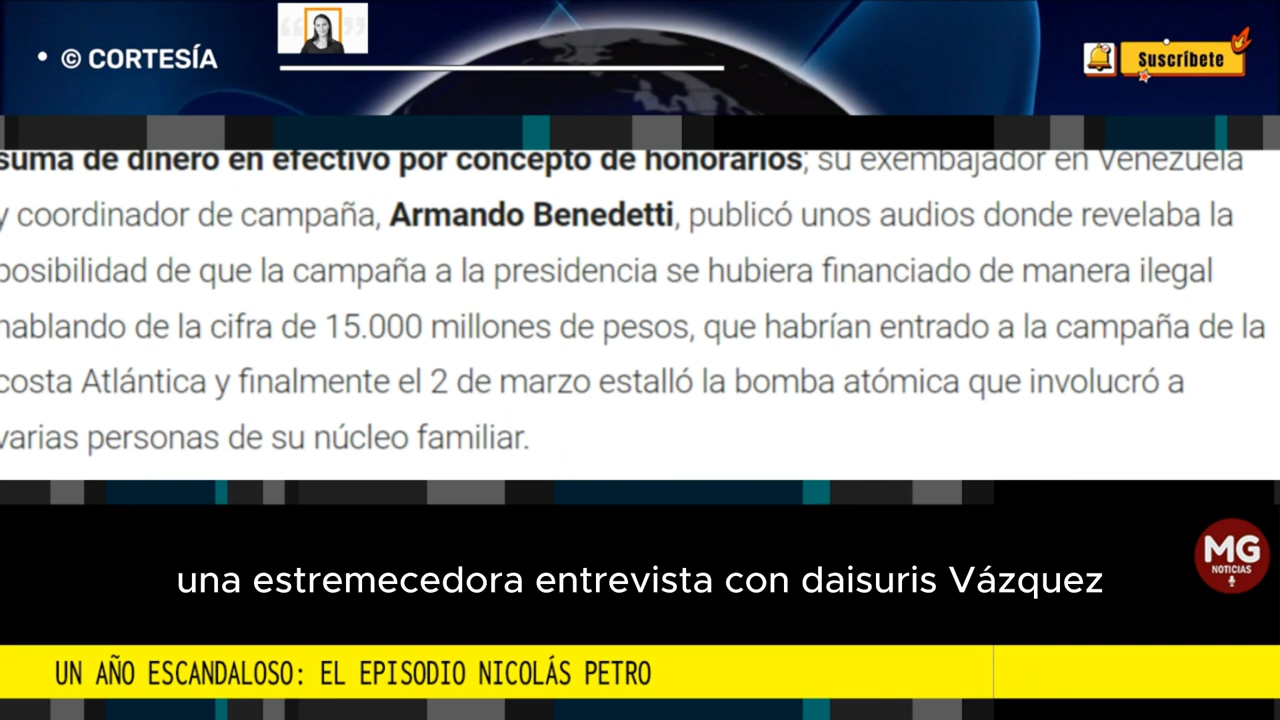 • © CORTESÍA
Suscríbete
suma de dinero en efectivo por concepto de honorarios; su exembajador en Venezuela
y coordinador de campaña, Armando Benedetti, publicó unos audios donde revelaba la
posibilidad de que la campaña a la presidencia se hubiera financiado de manera ilegal
hablando de la cifra de 15.000 millones de pesos, que habrían entrado a la campaña de la
costa Atlántica y finalmente el 2 de marzo estalló la bomba atómica que involucró a
varias personas de su núcleo familiar.
MG
NOTICIAS
una estremecedora entrevista con daisuris Vázquez
UN AÑO ESCANDALOSO: EL EPISODIO NICOLÁS PETRO